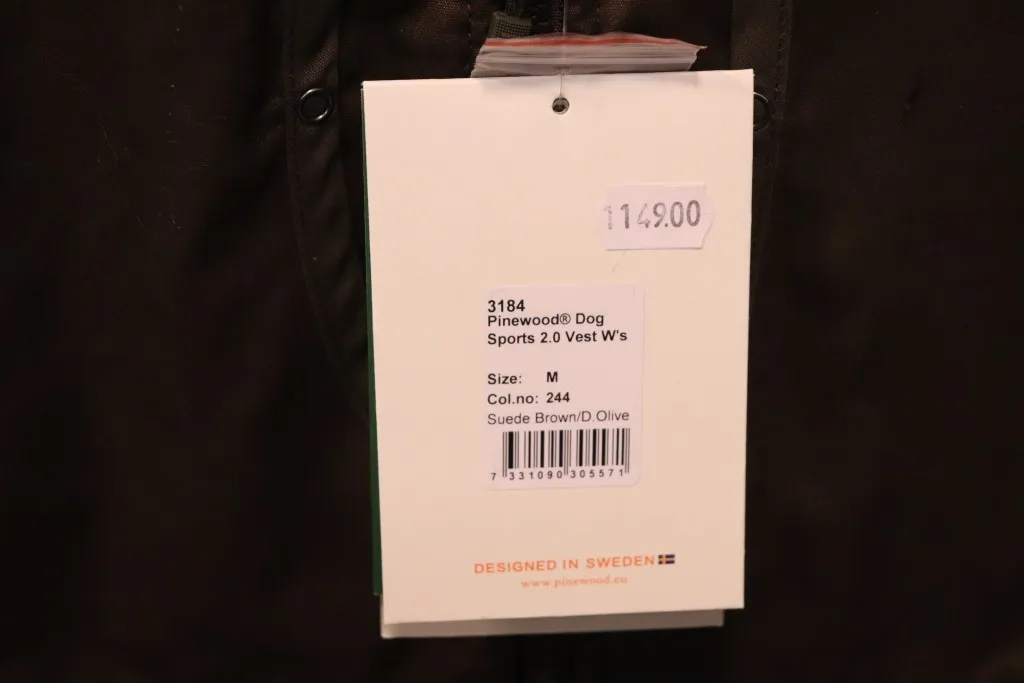 149.00
3184
Pinewood® Dog
Sports 2.0 Vest W's
Size: M
Col.no: 244
Suede Brown/D.Olive
7 331090 305571
DESIGNED IN SWEDEN
www.pinewood.eu